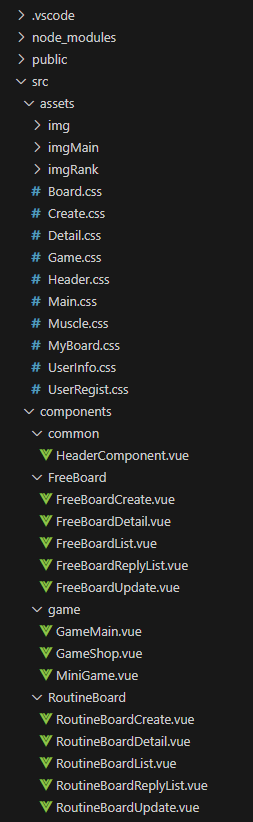 .vscode
node_modules
public
src
assets
img
imgMain
imgRank
# Board.css
# Create.css
# Detail.css
# Game.css
# Header.css
# Main.css
# Muscle.css
# MyBoard.css
# UserInfo.css
# UserRegist.css
components
common
HeaderComponent.vue
FreeBoard
FreeBoardCreate.vue
FreeBoardDetail.vue
FreeBoardList.vue
FreeBoardReplyList.vue
FreeBoardUpdate.vue
game
GameMain.vue
GameShop.vue
MiniGame.vue
RoutineBoard
RoutineBoardCreate.vue
RoutineBoardDetail.vue
RoutineBoardList.vue
RoutineBoardReplyList.vue
RoutineBoardUpdate.vue